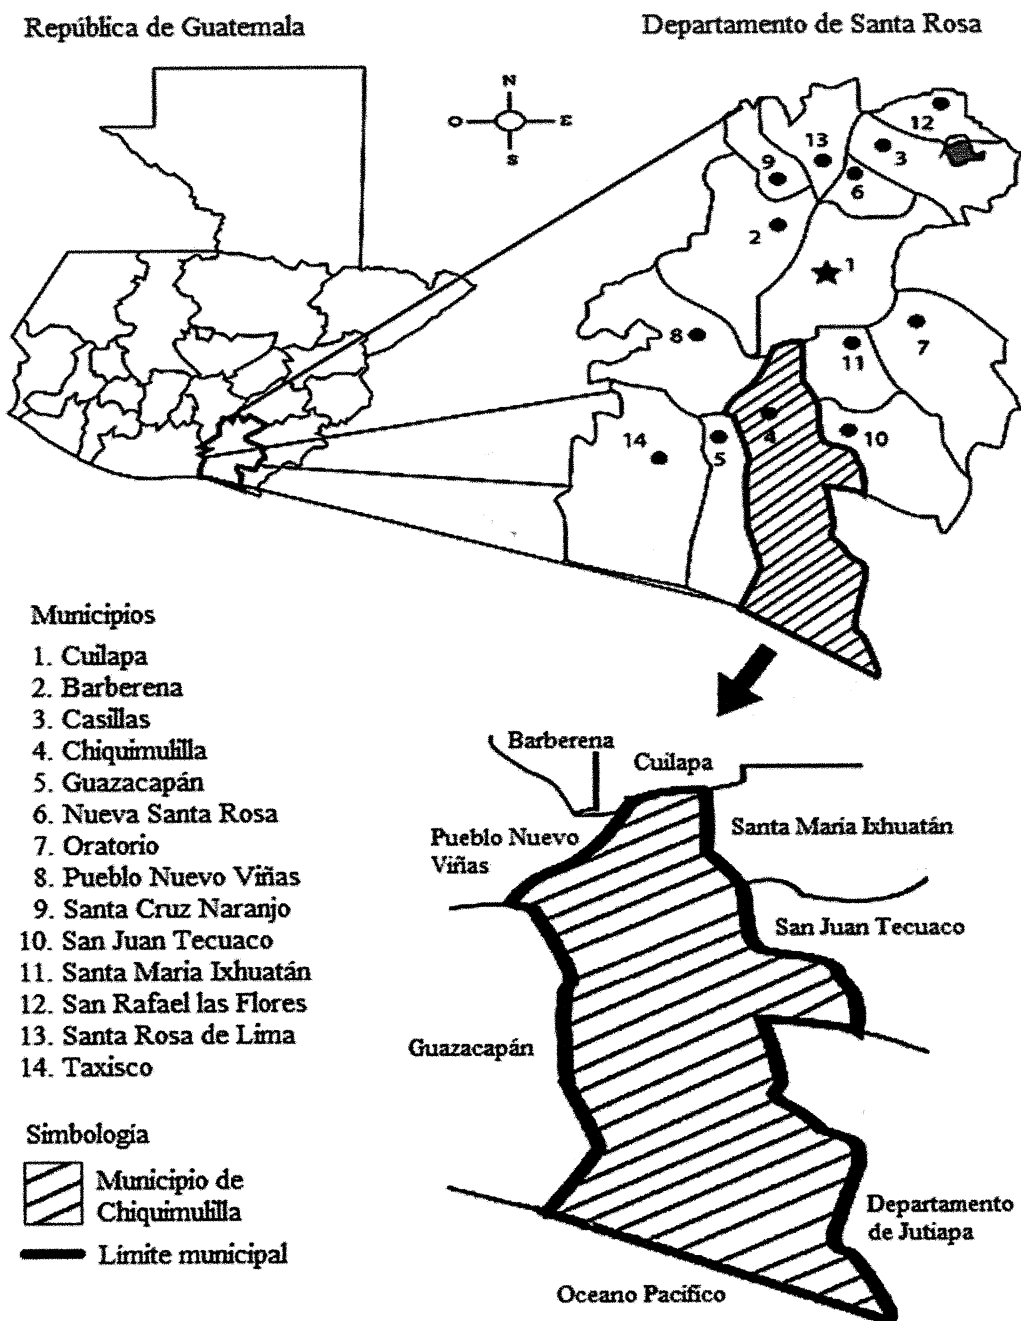 República de Guatemala
Departamento de Santa Rosa
N
O
E
S
12
13
3
9
6
2
1
8
7
11
4
10
14
5
Municipios
1. Cuilapa
2. Barberena
3. Casillas
4. Chiquimulilla
5. Guazacapán
6. Nueva Santa Rosa
7. Oratorio
8. Pueblo Nuevo Viñas
9. Santa Cruz Naranjo
10. San Juan Tecuaco
11. Santa Maria Ixhuatán
12. San Rafael las Flores
13. Santa Rosa de Lima
14. Taxisco
Simbología
Municipio de
Chiquimulilla
Límite municipal
Barberena
Cuilapa
Pueblo Nuevo
Viñas
Santa María Ixhuatán
San Juan Tecuaco
Guazacapán
Departamento
de Jutiapa
Oceano Pacifico